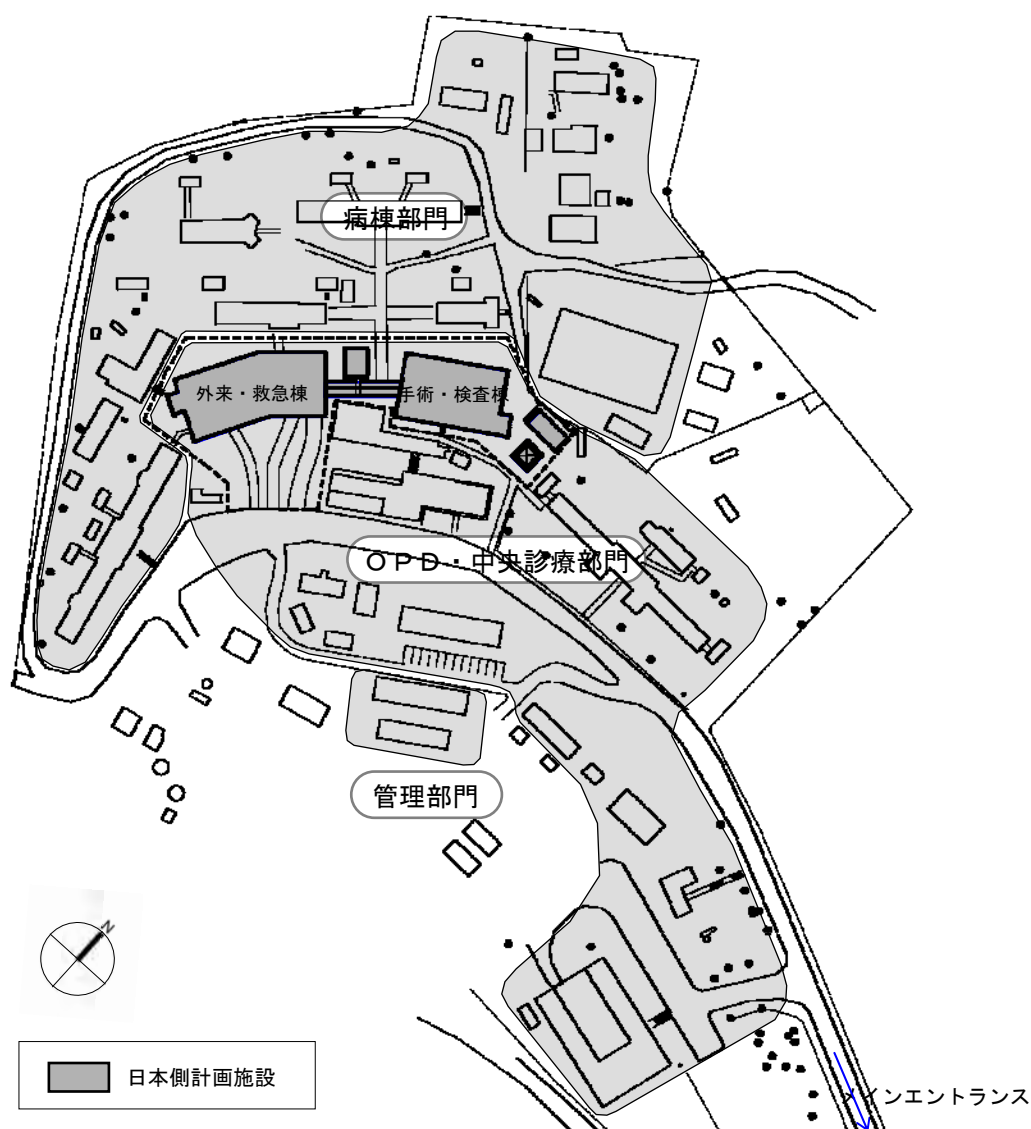 病棟部門
外来・救急棟
手術・検査棟
ＯＰＤ・中央診療部門
管理部門
N
日本側計画施設
メインエントランス